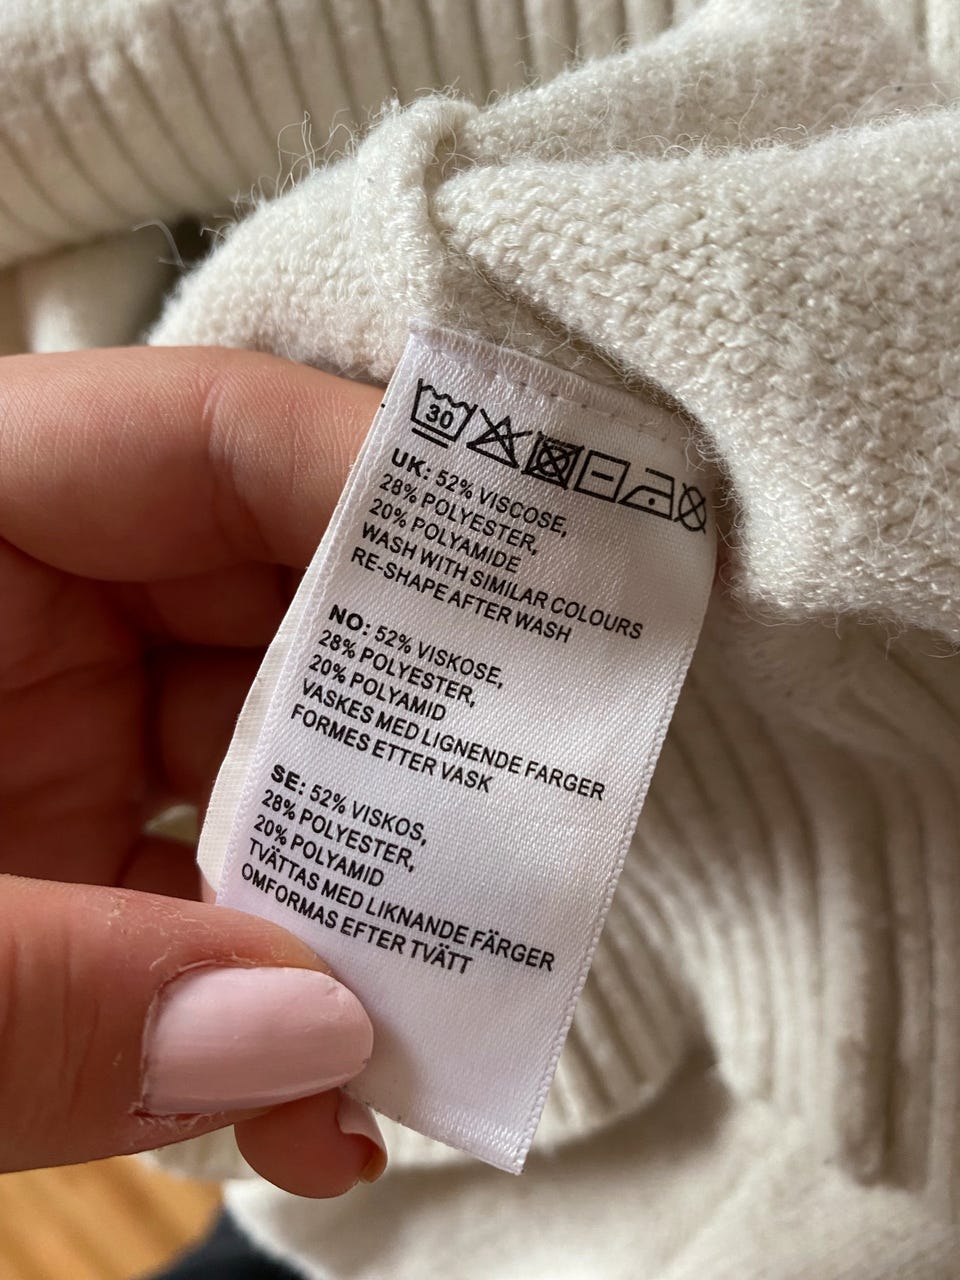 30
UK: 52% VISCOSE,
28% POLYESTER,
20% POLYAMIDE
WASH WITH SIMILAR COLOURS
RE-SHAPE AFTER WASH
NO: 52% VISKOSE,
28% POLYESTER,
20% POLYAMID
VASKES MED LIGNENDE FARGER
FORMES ETTER VASK
SE: 52% VISKOS,
28% POLYESTER,
20% POLYAMID
TVÄTTAS MED LIKNANDE FÄRGER
OMFORMAS EFTER TVÄTT